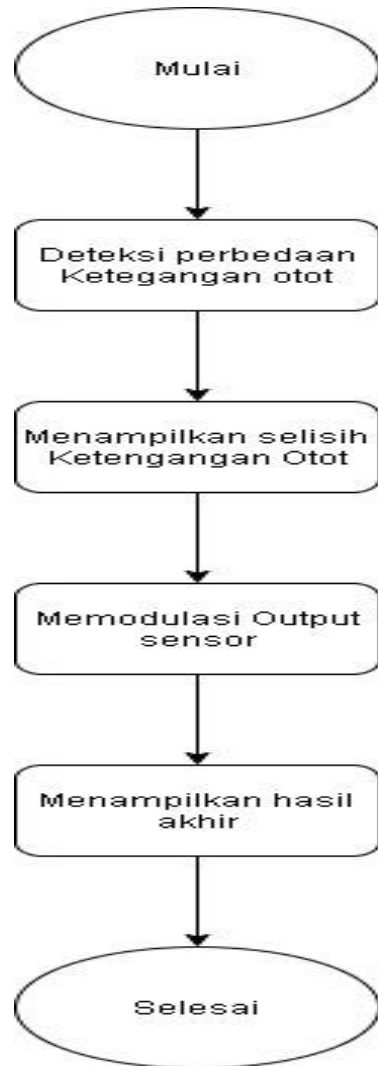 Mulai
Deteksi perbedaan
Ketegangan otot
Menampilkan selisih
Ketengangan Otot
Memodulasi Output
sensor
Menampilkan hasil
akhir
Selesai